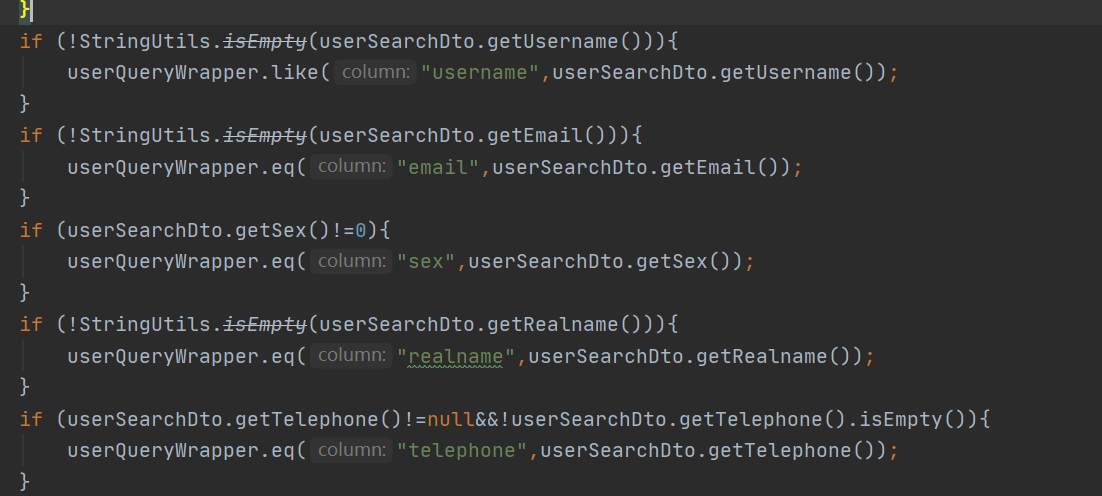 }
if (!StringUtils.isEmpty(userSearchDto.getUsername())){
userQueryWrapper.like( column: "username",userSearchDto.getUsername());
}
if (!StringUtils.isEmpty(userSearchDto.getEmail())){
userQueryWrapper.eq( column: "email",userSearchDto.getEmail());
}
if (userSearchDto.getSex()!=0){
userQueryWrapper.eq( column: "sex",userSearchDto.getSex());
}
if (!StringUtils.isEmpty(userSearchDto.getRealname())){
userQueryWrapper.eq( column: "realname",userSearchDto.getRealname());
}
if (userSearchDto.getTelephone()!=null&&!userSearchDto.getTelephone().isEmpty()){
userQueryWrapper.eq( column: "telephone",userSearchDto.getTelephone());
}